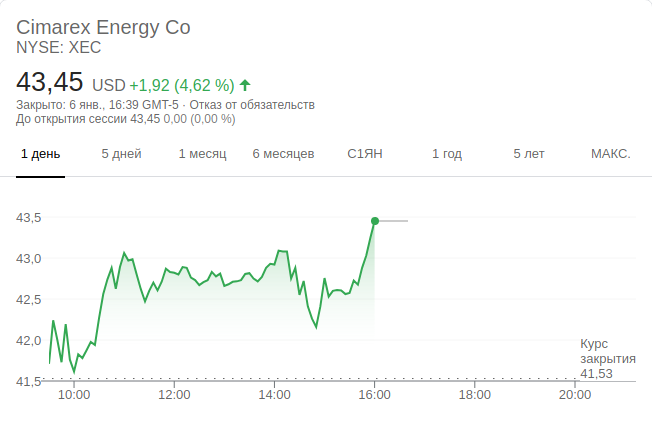 Cimarex Energy Co
NYSE: XEC
43,45 USD +1,92 (4,62 %)
Закрыто: 6 янв., 16:39 GMT-5 · Отказ от обязательств
До открытия сессии 43,45 0,00 (0,00 %)
1 день 5 дней 1 месяц 6 месяцев С1ЯН 1 год 5 лет МАКС.
43,5
43,0
42,5
42,0
Курс
закрытия
41,53
41,5
10:00 12:00 14:00 16:00 18:00 20:00